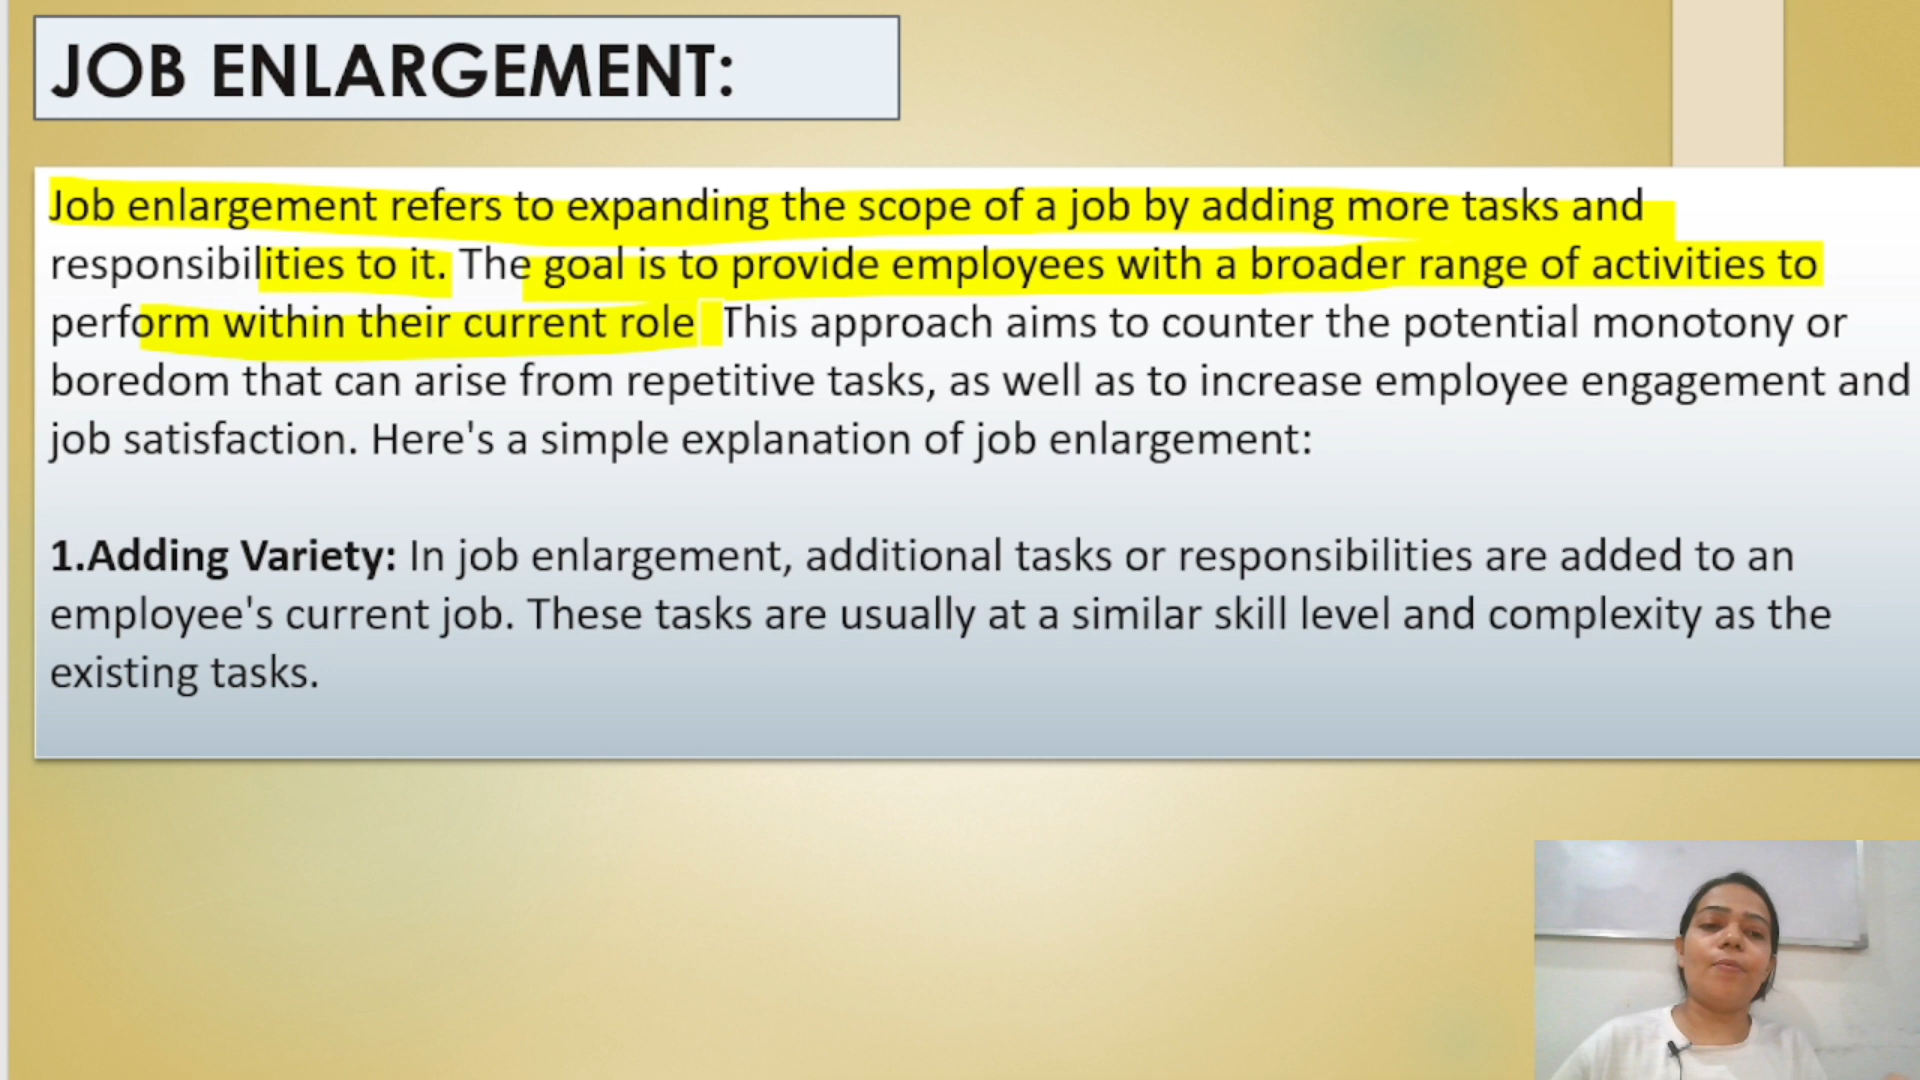 JOB ENLARGEMENT:
Job enlargement refers to expanding the scope of a job by adding more tasks and
responsibilities to it. The goal is to provide employees with a broader range of activities to
perform within their current role This approach aims to counter the potential monotony or
boredom that can arise from repetitive tasks, as well as to increase employee engagement and
job satisfaction. Here's a simple explanation of job enlargement:
1.Adding Variety: In job enlargement, additional tasks or responsibilities are added to an
employee's current job. These tasks are usually at a similar skill level and complexity as the
existing tasks.